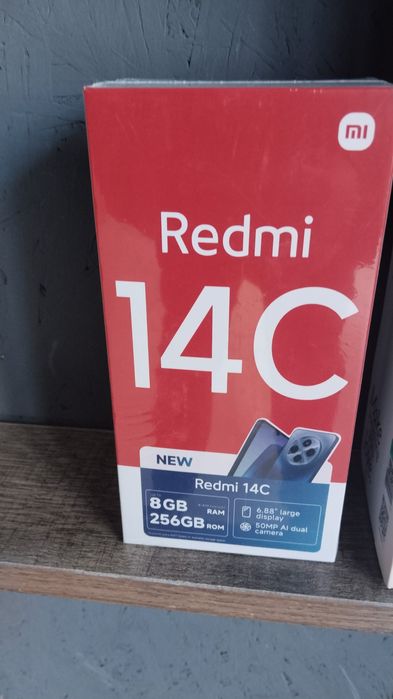 mi
Redmi
14C
NEW
Redmi 14C
8GB RAM
256GB ROM
6.88" large
display
50MP AI dual
camera